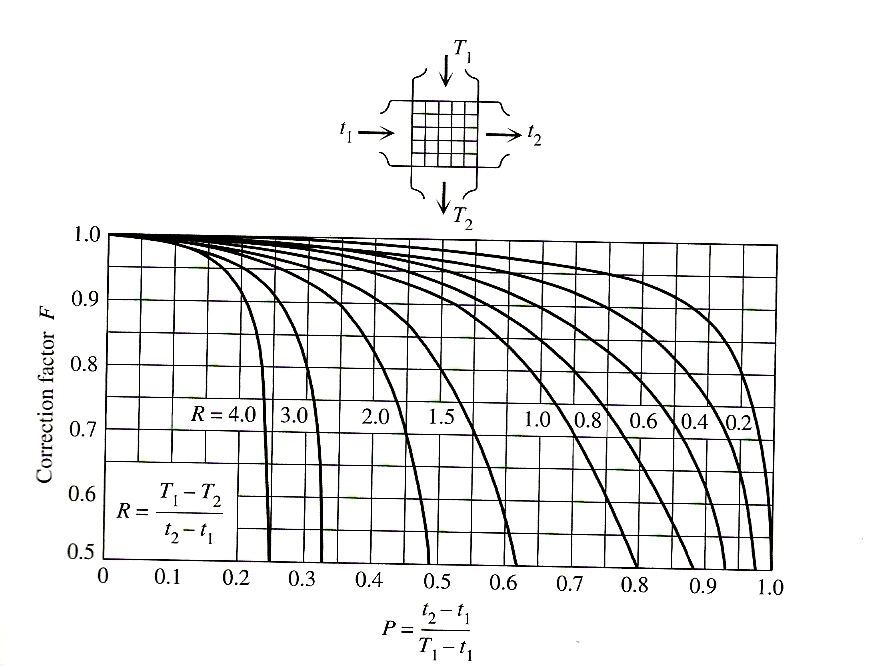 T1
t1 t2
T2
1.0
0.9
0.8
0.7
0.6
0.5
Correction factor F
R = 4.0 3.0 2.0 1.5 1.0 0.8 0.6 0.4 0.2
R = T1 – T2
t2 – t1
0 0.1 0.2 0.3 0.4 0.5 0.6 0.7 0.8 0.9 1.0
P = t2 – t1
T1 – t1